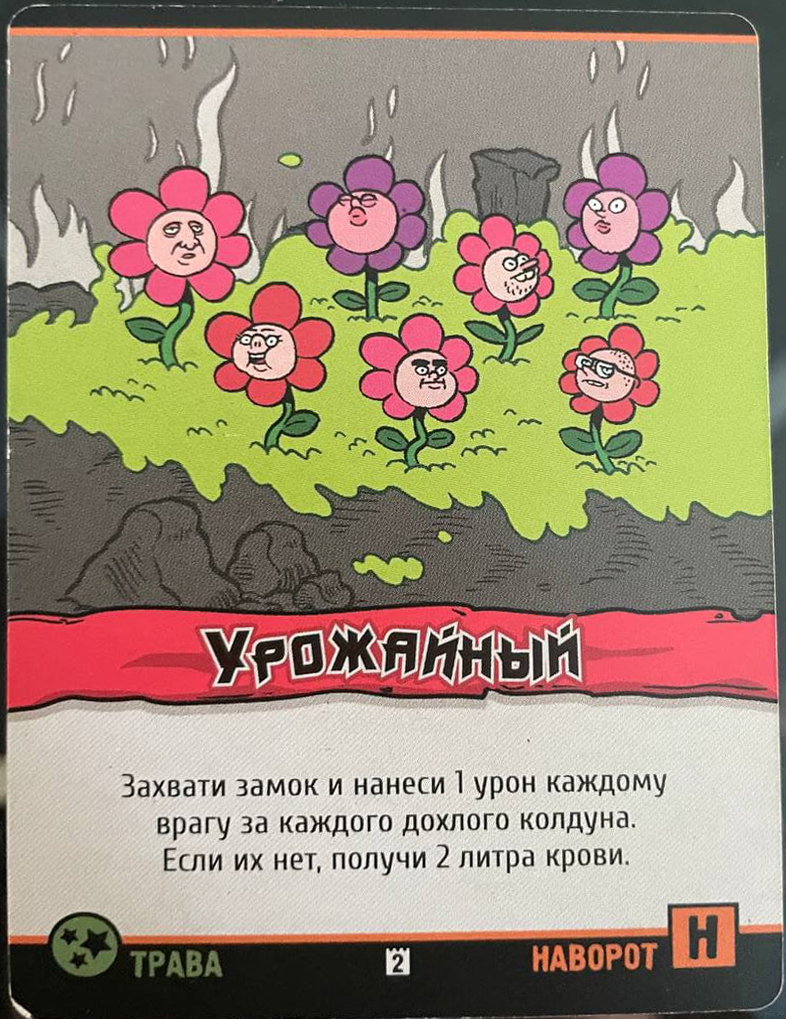 Урожайный
Захвати замок и нанеси 1 урон каждому
врагу за каждого дохлого колдуна.
Если их нет, получи 2 литра крови.
ТРАВА
2
НАВОРОТ
Н